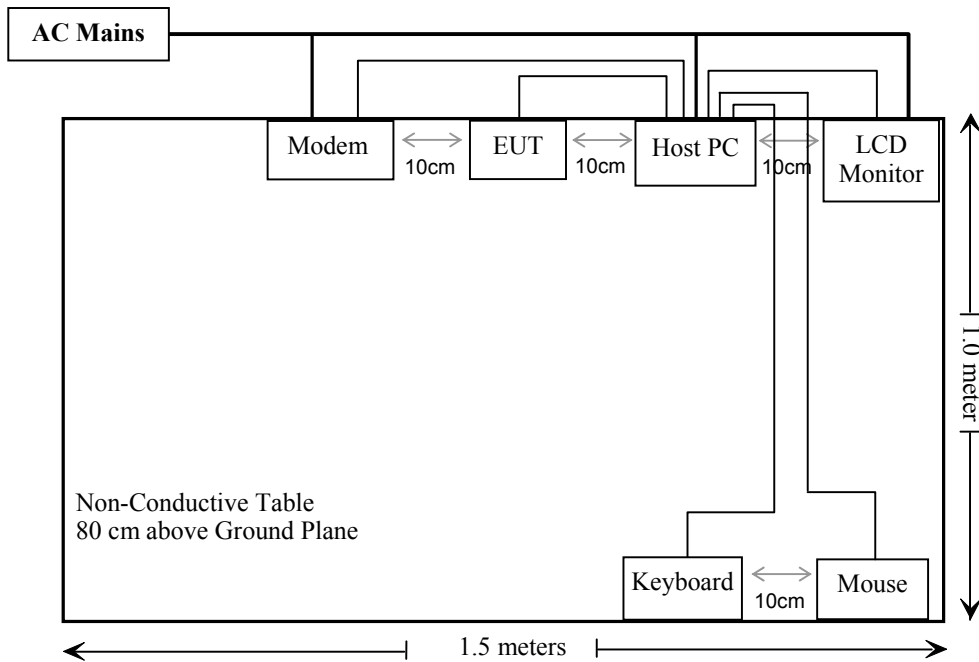 AC Mains
Modem
EUT
Host PC
LCD
Monitor
10cm
10cm
10cm
1.0 meter
Non-Conductive Table
80 cm above Ground Plane
Keyboard
Mouse
10cm
1.5 meters